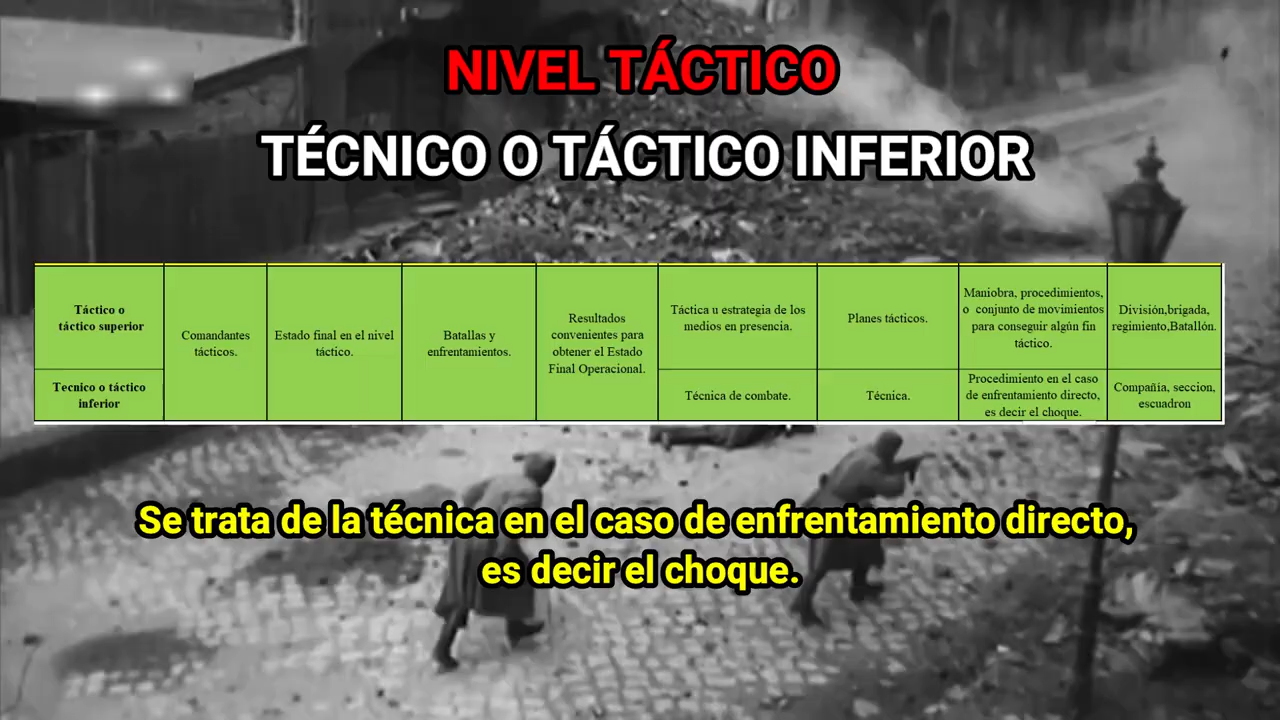 NIVEL TÁCTICO
TÉCNICO O TÁCTICO INFERIOR
Táctico o
táctico superior
Comandantes
tácticos.
Estado final en el nivel
táctico.
Batallas y
enfrentamientos.
Resultados
convenientes para
obtener el Estado
Final Operacional.
Táctica u estrategia de los
medios en presencia.
Planes tácticos.
Maniobra, procedimientos,
o conjunto de movimientos
para conseguir algún fin
táctico.
División,brigada,
regimiento,Batallón.
Tecnico o táctico
inferior
Técnica de combate.
Técnica.
Procedimiento en el caso
de enfrentamiento directo,
es decir el choque.
Compañía, seccion,
escuadron
Se trata de la técnica en el caso de enfrentamiento directo,
es decir el choque.